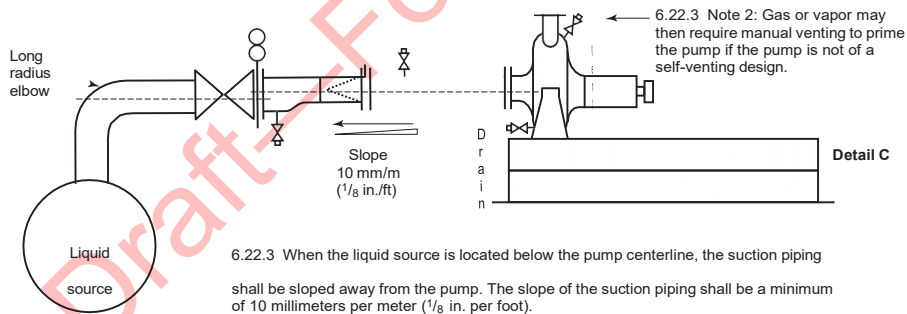 6.22.3 Note 2: Gas or vapor may
then require manual venting to prime
the pump if the pump is not of a
self-venting design.
Long
radius
elbow
Drain
Slope
10 mm/m
(1/8 in./ft)
Detail C
Liquid
source
6.22.3 When the liquid source is located below the pump centerline, the suction piping
shall be sloped away from the pump. The slope of the suction piping shall be a minimum
of 10 millimeters per meter (1/8 in. per foot).
Draft—Fo